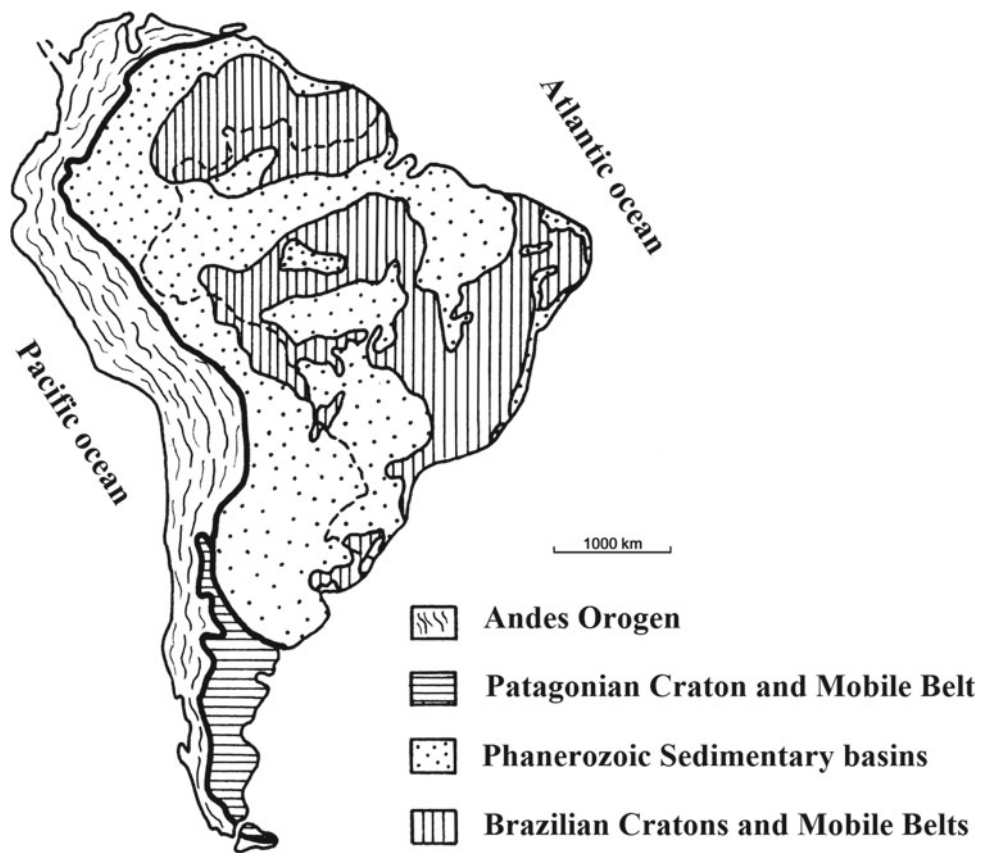 Atlantic ocean
Pacific ocean
1000 km
Andes Orogen
Patagonian Craton and Mobile Belt
Phanerozoic Sedimentary basins
Brazilian Cratons and Mobile Belts